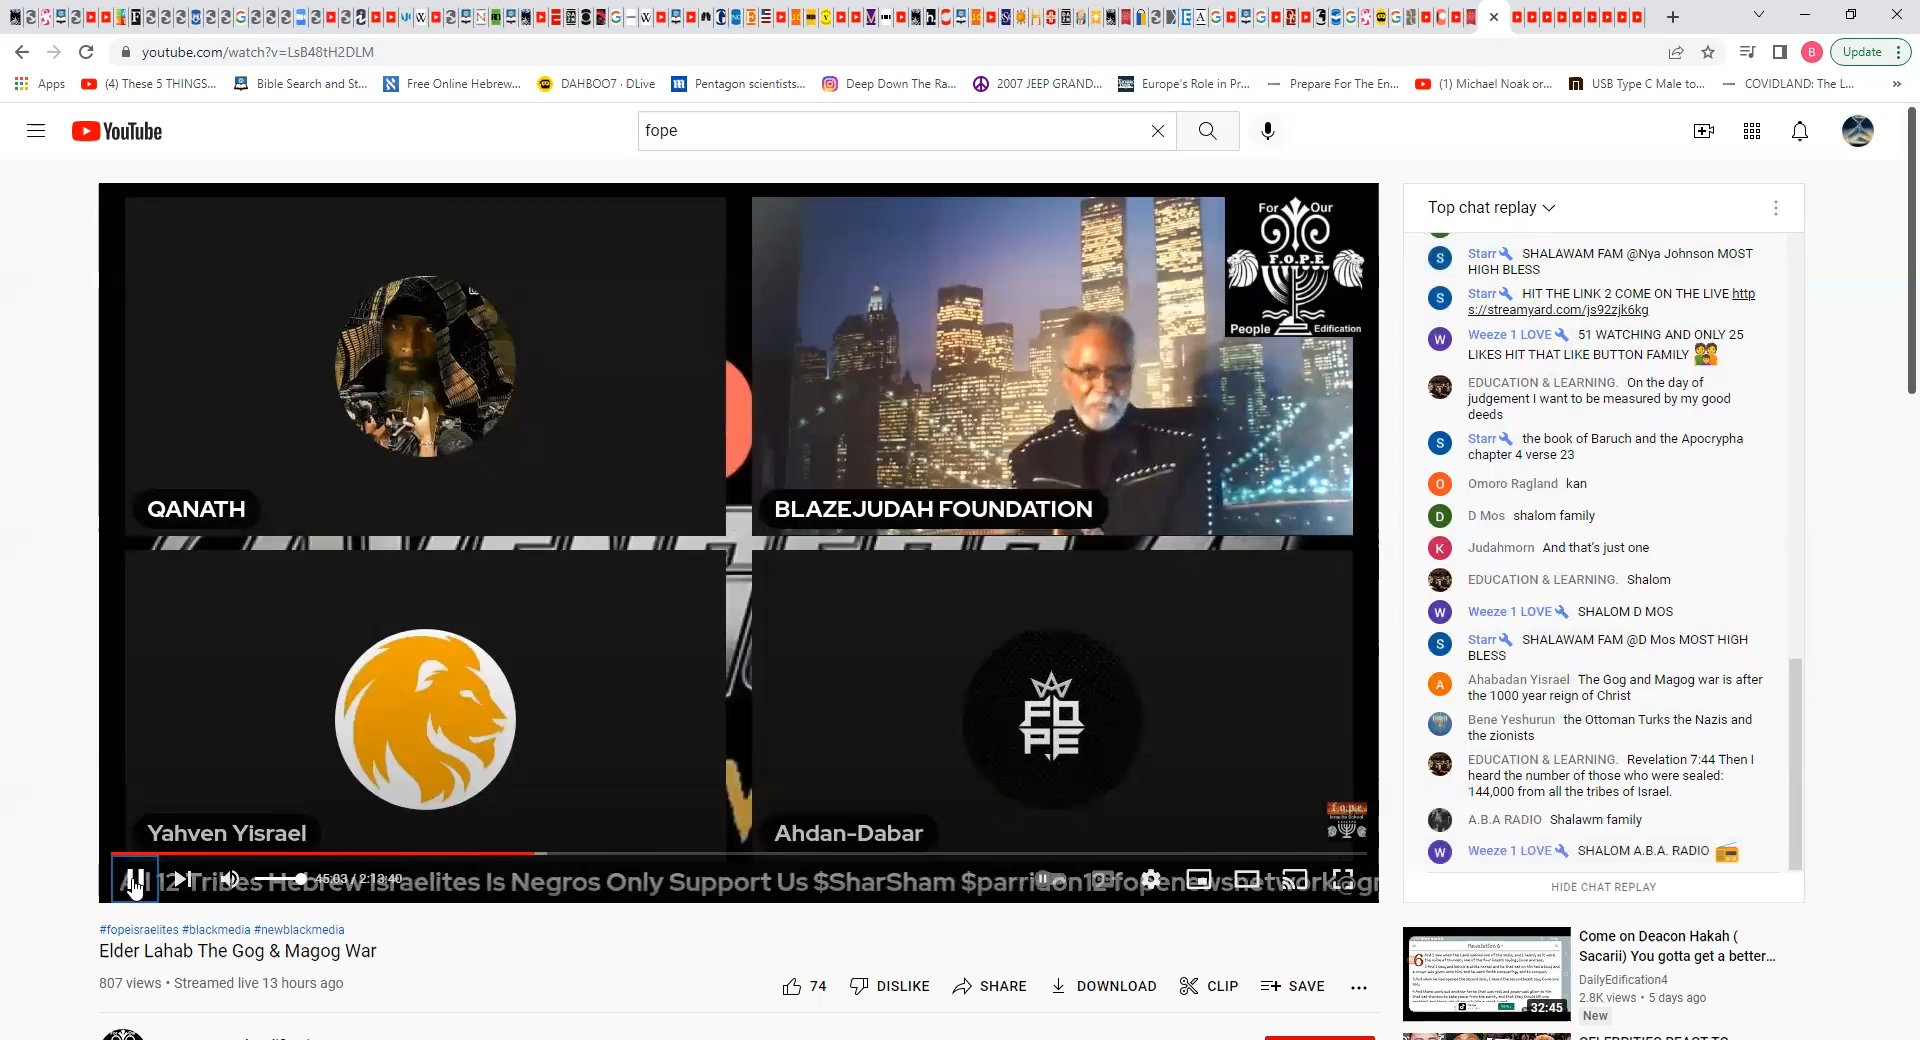 youtube.com/watch?v=LsB48tH2DLM
B
Update
Apps
(4) These 5 THINGS...
Bible Search and St...
Free Online Hebrew...
DAHBOO7 · DLive
Pentagon scientists...
Deep Down The Ra...
2007 JEEP GRAND...
Europe's Role in Pr...
Prepare For The En...
(1) Michael Noak or...
USB Type C Male to...
COVIDLAND: The L...
»
YouTube
fope
For Our
F.O.P.E
People Edification
QANATH
BLAZEJUDAH FOUNDATION
FOPE
f.o.p.e
Yahven Yisrael
Ahdan-Dabar
45:03 / 2:13:40
All 12 Tribes Hebrew Israelites Is Negros Only Support Us $SharSham
#fopeisraelites #blackmedia #newblackmedia
Elder Lahab The Gog & Magog War
807 views • Streamed live 13 hours ago
74
DISLIKE
SHARE
DOWNLOAD
CLIP
SAVE
Top chat replay
S
Starr SHALAWAM FAM @Nya Johnson MOST
HIGH BLESS
S
Starr HIT THE LINK 2 COME ON THE LIVE http
s://streamyard.com/js92zjk6kg
W
Weeze 1 LOVE 51 WATCHING AND ONLY 25
LIKES HIT THAT LIKE BUTTON FAMILY
EDUCATION & LEARNING. On the day of
judgement I want to be measured by my good
deeds
S
Starr the book of Baruch and the Apocrypha
chapter 4 verse 23
O
Omoro Ragland kan
D
D Mos shalom family
K
Judahmorn And that's just one
EDUCATION & LEARNING. Shalom
W
Weeze 1 LOVE SHALOM D MOS
S
Starr SHALAWAM FAM @D Mos MOST HIGH
BLESS
A
Ahabadan Yisrael The Gog and Magog war is after
the 1000 year reign of Christ
Bene Yeshurun the Ottoman Turks the Nazis and
the zionists
EDUCATION & LEARNING. Revelation 7:44 Then I
heard the number of those who were sealed:
144,000 from all the tribes of Israel.
A.B.A RADIO Shalawm family
W
Weeze 1 LOVE SHALOM A.B.A. RADIO
HIDE CHAT REPLAY
32:45
Come on Deacon Hakah (
Sacarii) You gotta get a better...
DailyEdification4
2.8K views • 5 days ago
New
CELEBRITIES REACT TO